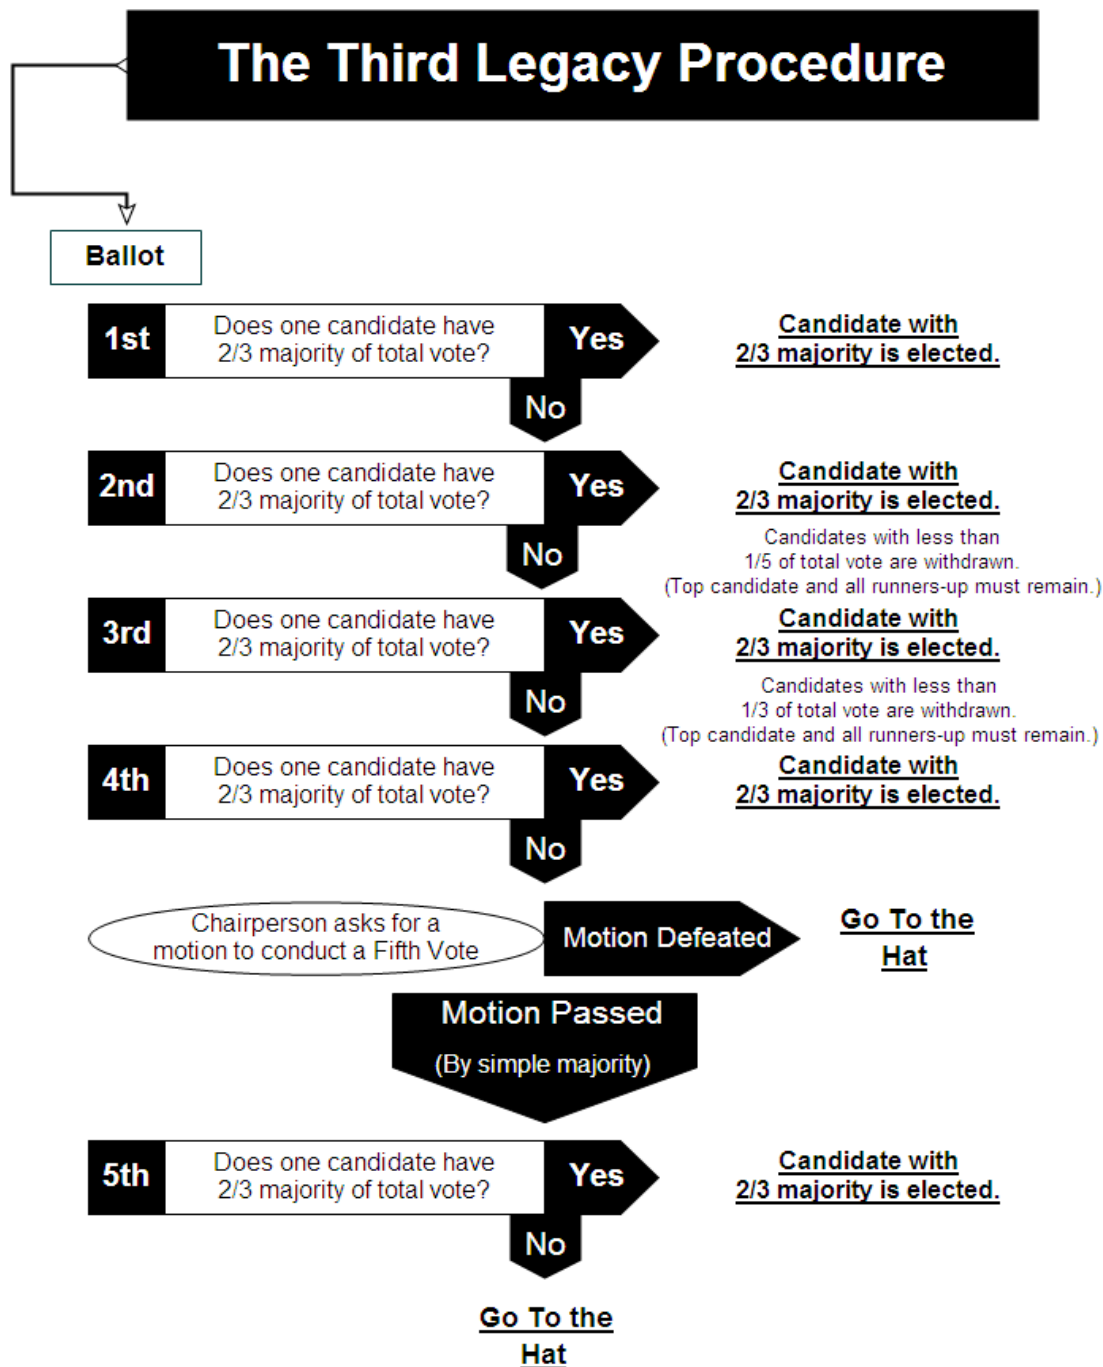 The Third Legacy Procedure
Ballot
1st
Does one candidate have
2/3 majority of total vote?
Yes
Candidate with
2/3 majority is elected.
No
2nd
Does one candidate have
2/3 majority of total vote?
Yes
Candidate with
2/3 majority is elected.
No
Candidates with less than
1/5 of total vote are withdrawn.
(Top candidate and all runners-up must remain.)
3rd
Does one candidate have
2/3 majority of total vote?
Yes
Candidate with
2/3 majority is elected.
No
Candidates with less than
1/3 of total vote are withdrawn.
(Top candidate and all runners-up must remain.)
4th
Does one candidate have
2/3 majority of total vote?
Yes
Candidate with
2/3 majority is elected.
No
Chairperson asks for a
motion to conduct a Fifth Vote
Motion Defeated
Go To the
Hat
Motion Passed
(By simple majority)
5th
Does one candidate have
2/3 majority of total vote?
Yes
Candidate with
2/3 majority is elected.
No
Go To the
Hat